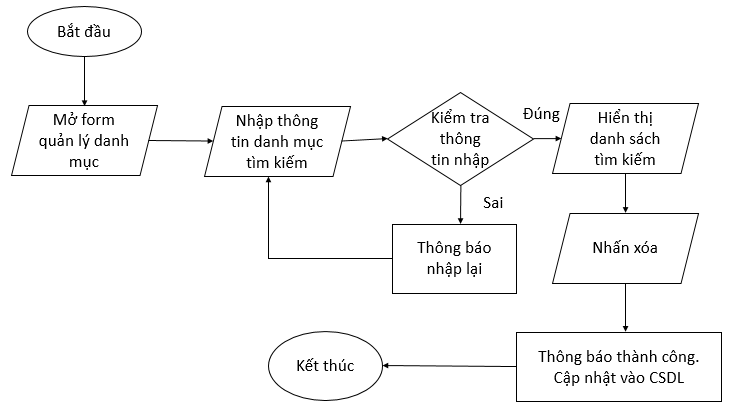 Bắt đầu
Mở form
quản lý danh
mục
Nhập thông
tin danh mục
tìm kiếm
Kiểm tra
thông
tin nhập
Đúng
Hiển thị
danh sách
tìm kiếm
Sai
Thông báo
nhập lại
Nhấn xóa
Thông báo thành công.
Cập nhật vào CSDL
Kết thúc